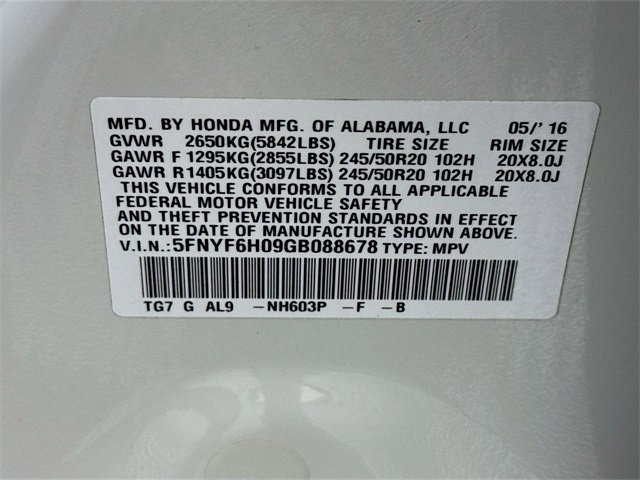 MFD. BY HONDA MFG. OF ALABAMA, LLC 05/'16
GVWR 2650KG(5842LBS) TIRE SIZE RIM SIZE
GAWR F 1295KG(2855LBS) 245/50R20 102H 20X8.0J
GAWR R1405KG(3097LBS) 245/50R20 102H 20X8.0J
THIS VEHICLE CONFORMS TO ALL APPLICABLE
FEDERAL MOTOR VEHICLE SAFETY
AND THEFT PREVENTION STANDARDS IN EFFECT
ON THE DATE OF MANUFACTURE SHOWN ABOVE.
V.I.N.:5FNYF6H09GB088678 TYPE: MPV
TG7 G AL9 -NH603P -F -B